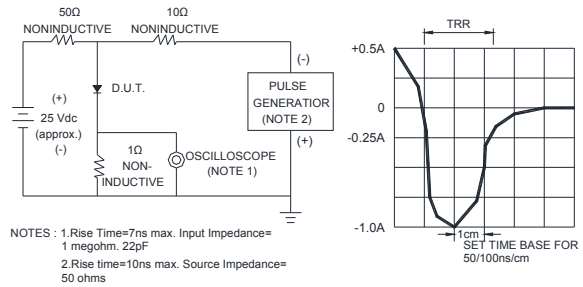 50Ω
NONINDUCTIVE
10Ω
NONINDUCTIVE
(+)
25 Vdc
(approx.)
(-)
D.U.T.
1Ω
NON-
INDUCTIVE
OSCILLOSCOPE
(NOTE 1)
(-)
PULSE
GENERATIOR
(NOTE 2)
(+)
NOTES : 1.Rise Time=7ns max. Input Impedance=
1 megohm. 22pF
2.Rise time=10ns max. Source Impedance=
50 ohms
TRR
+0.5A
0
-0.25A
-1.0A
1cm
SET TIME BASE FOR
50/100ns/cm